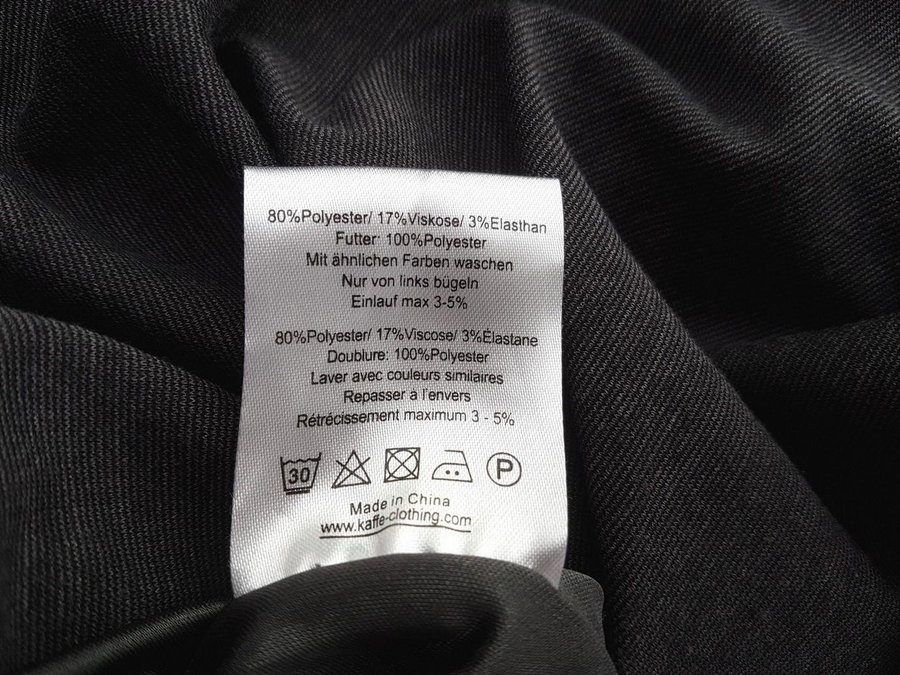 80%Polyester/ 17%Viskose/ 3%Elasthan
Futter: 100%Polyester
Mit ähnlichen Farben waschen
Nur von links bügeln
Einlauf max 3-5%
80%Polyester/ 17%Viscose/ 3%Elastane
Doublure: 100%Polyester
Laver avec couleurs similaires
Repasser à l'envers
Rétrécissement maximum 3 - 5%
30 P
Made in China
www.kaffe-clothing.com